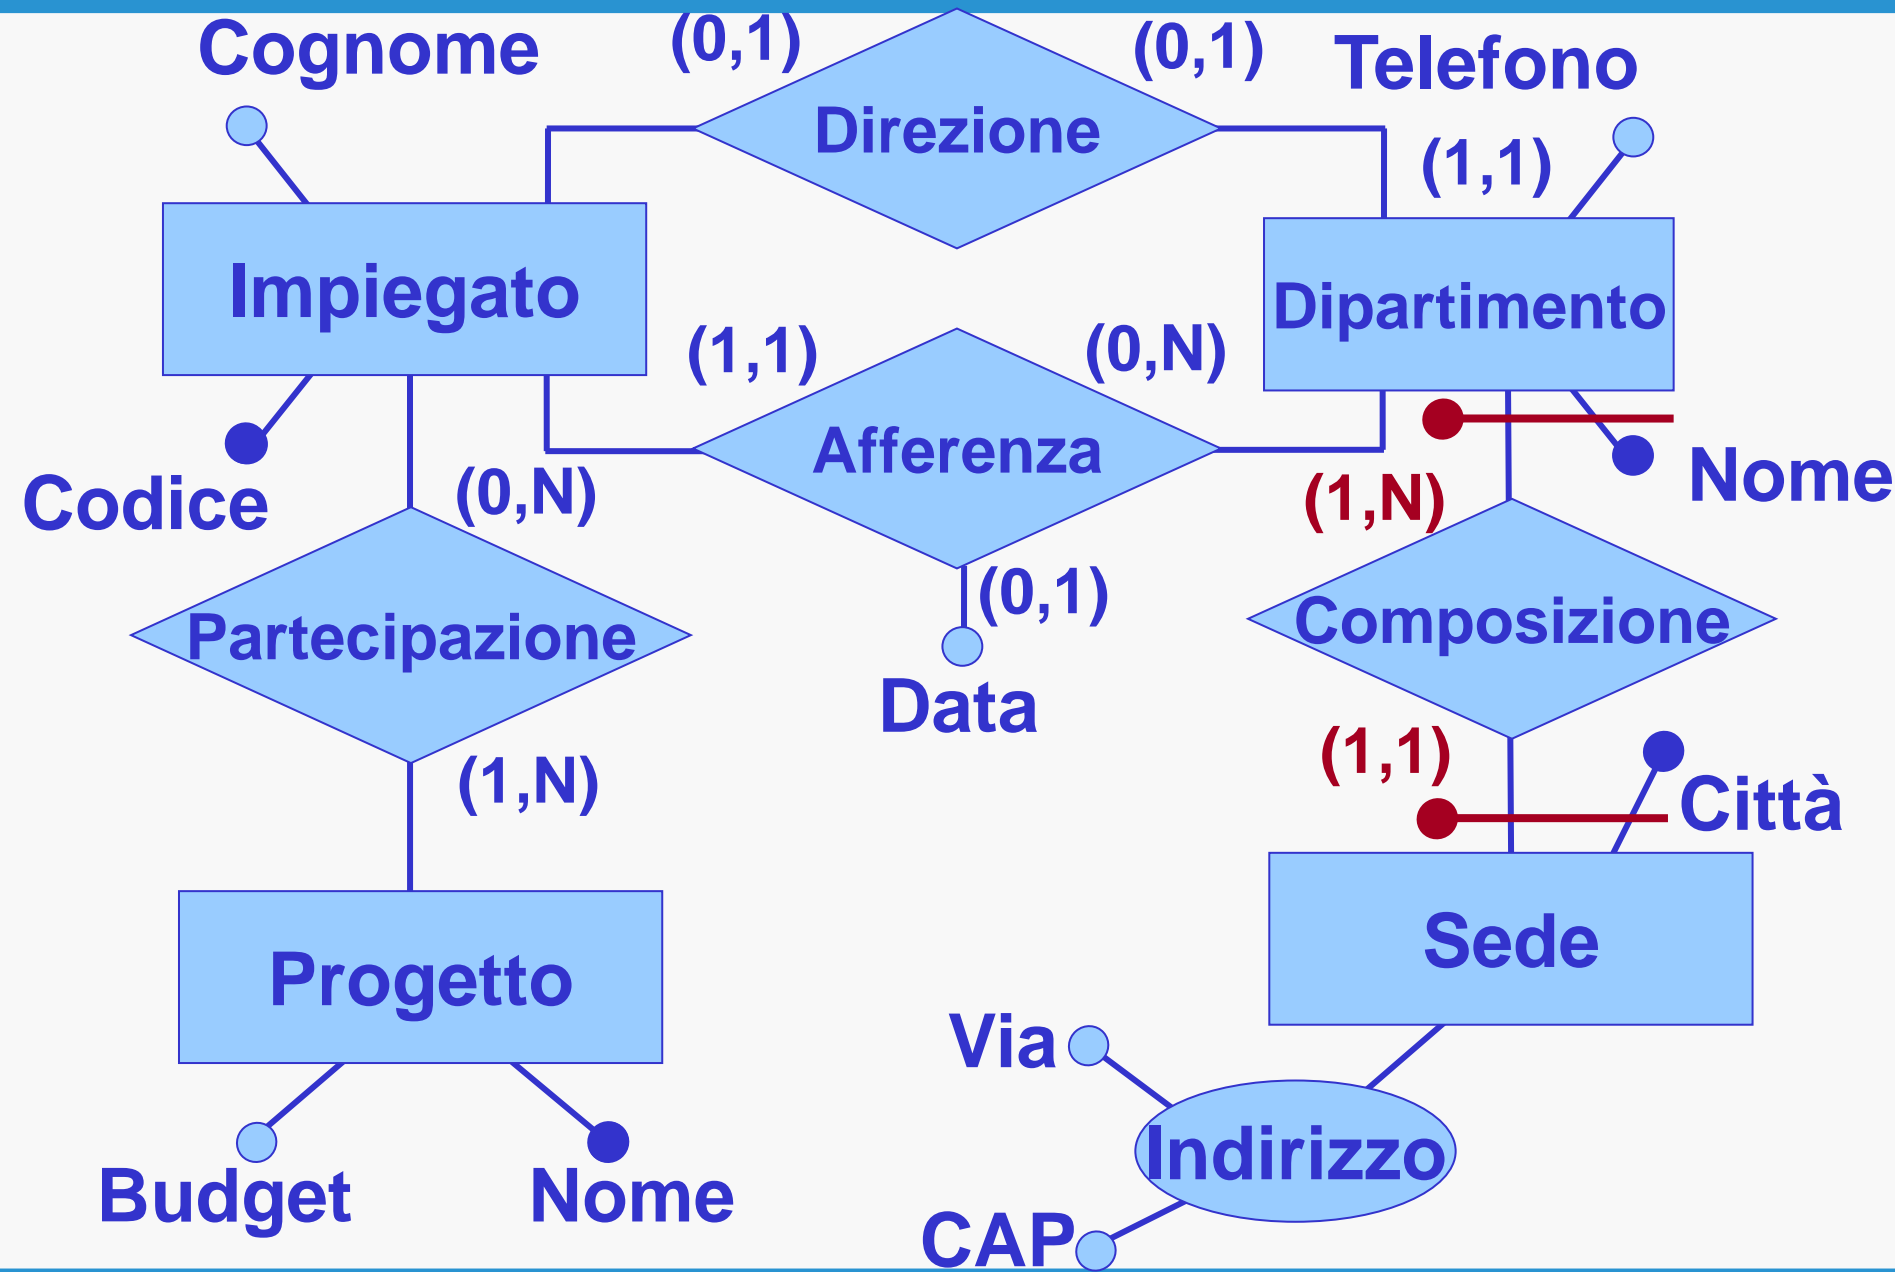 Cognome
(0,1)
(0,1)
Telefono
Direzione
(1,1)
Impiegato
Dipartimento
(1,1)
(0,N)
Afferenza
Codice
(0,N)
(1,N)
Nome
(0,1)
Partecipazione
Composizione
Data
(1,N)
(1,1)
Città
Progetto
Sede
Via
Indirizzo
Budget
Nome
CAP